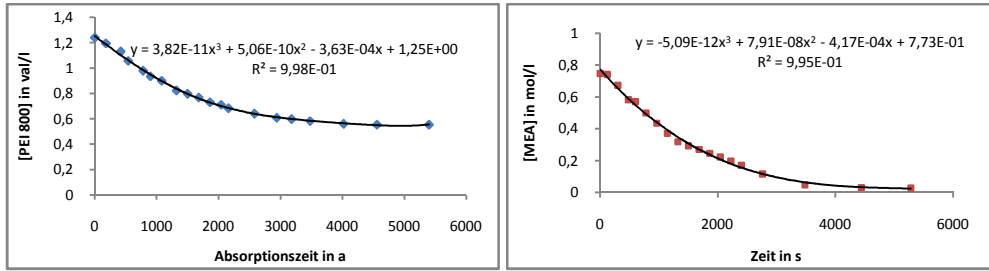 1,4
1,2
1
0,8
0,6
0,4
0,2
0
[PEI 800] in val/l
y = 3,82E-11x³ + 5,06E-10x² - 3,63E-04x + 1,25E+00
R² = 9,98E-01
0 1000 2000 3000 4000 5000 6000
Absorptionszeit in a
1
0,8
0,6
0,4
0,2
0
[MEA] in mol/l
y = -5,09E-12x³ + 7,91E-08x² - 4,17E-04x + 7,73E-01
R² = 9,95E-01
0 2000 4000 6000
Zeit in s